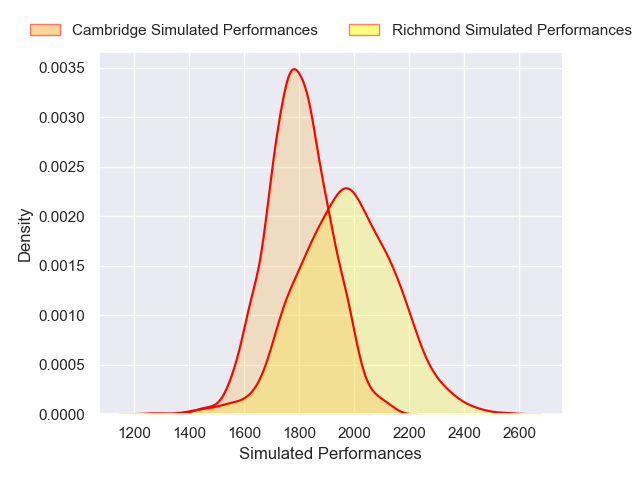 Cambridge Simulated Performances
Richmond Simulated Performances
0.0035
0.0030
0.0025
0.0020
0.0015
0.0010
0.0005
0.0000
Density
1200 1400 1600 1800 2000 2200 2400 2600
Simulated Performances